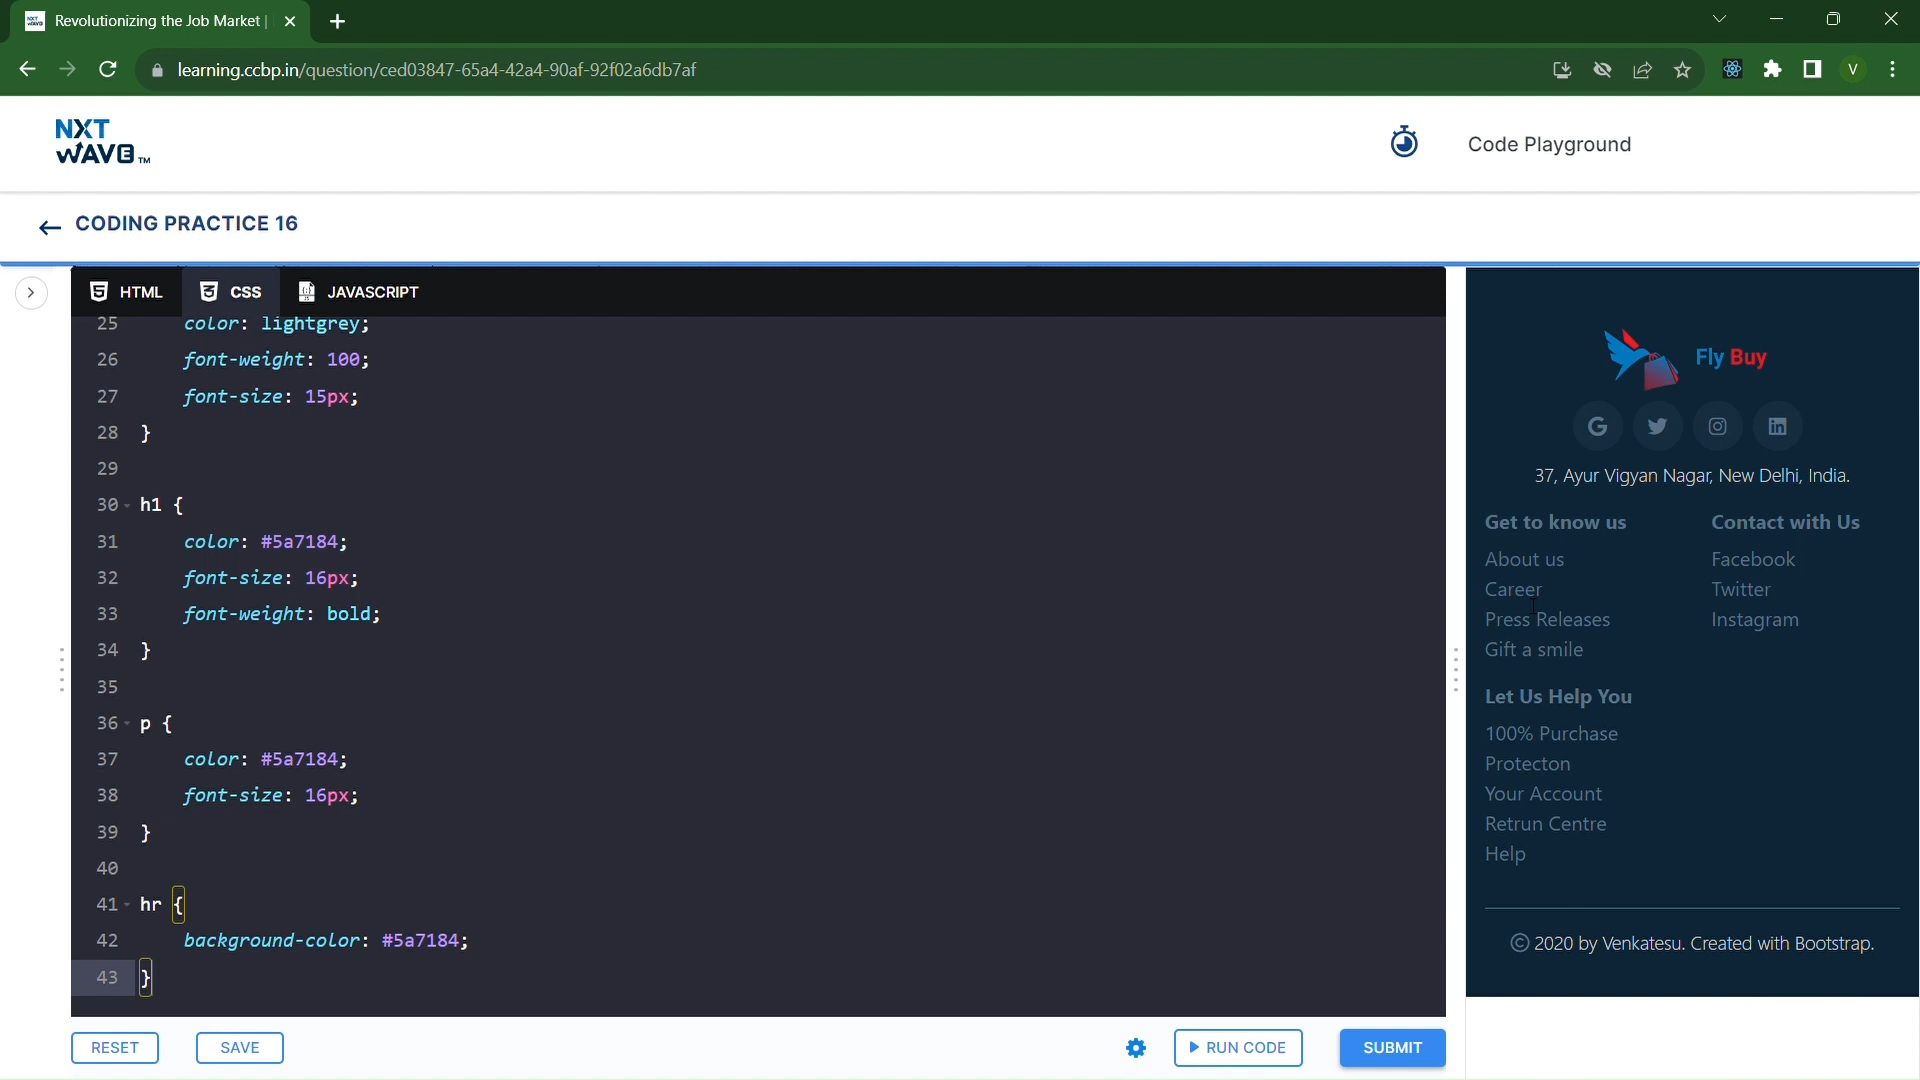 Revolutionizing the Job Market |
learning.ccbp.in/question/ced03847-65a4-42a4-90af-92f02a6db7af
V
NXT
WAVE TM
Code Playground
CODING PRACTICE 16
HTML
CSS
JAVASCRIPT
25 color: lightgrey;
26 font-weight: 100;
27 font-size: 15px;
28 }
29
30 h1 {
31 color: #5a7184;
32 font-size: 16px;
33 font-weight: bold;
34 }
35
36 p {
37 color: #5a7184;
38 font-size: 16px;
39 }
40
41 hr {
42 background-color: #5a7184;
43 }
RESET
SAVE
RUN CODE
SUBMIT
Fly Buy
37, Ayur Vigyan Nagar, New Delhi, India.
Get to know us
About us
Career
Press Releases
Gift a smile
Contact with Us
Facebook
Twitter
Instagram
Let Us Help You
100% Purchase
Protecton
Your Account
Retrun Centre
Help
© 2020 by Venkatesu. Created with Bootstrap.